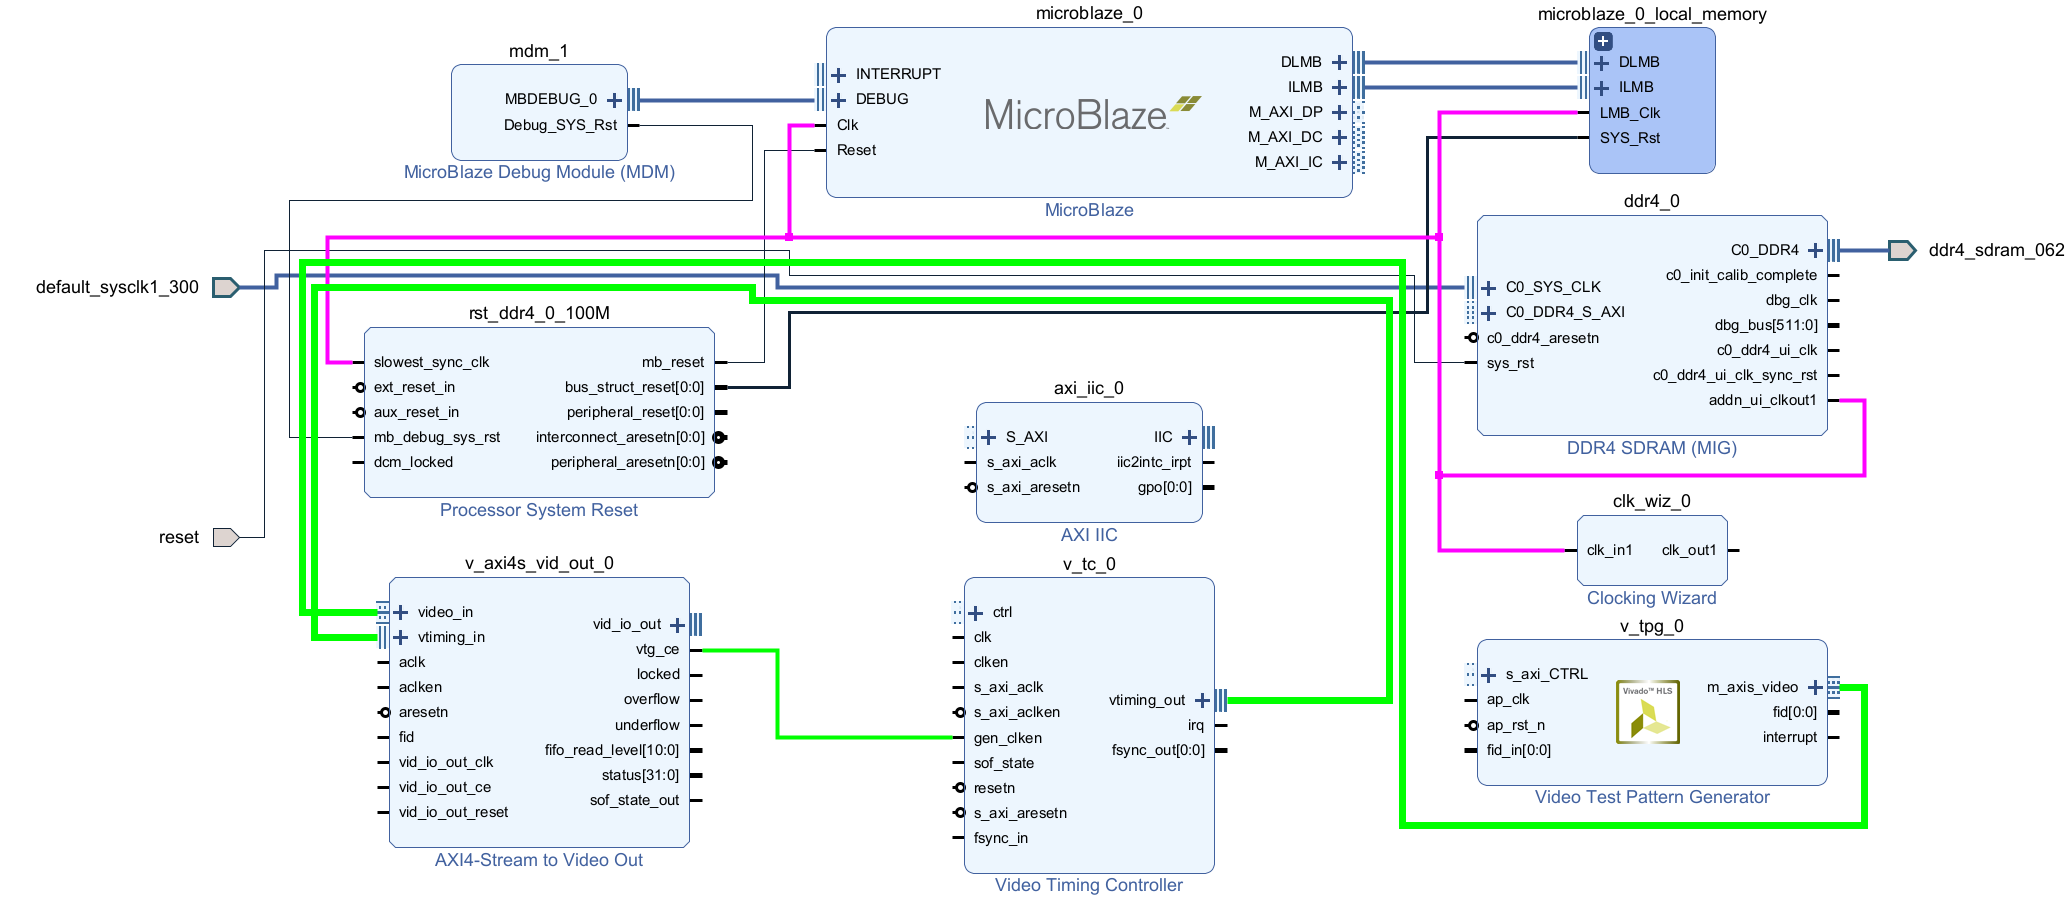 mdm_1
MBDEBUG_0
Debug_SYS_Rst
MicroBlaze Debug Module (MDM)
microblaze_0
INTERRUPT
DEBUG
Clk
Reset
MicroBlaze
DLMB
ILMB
M_AXI_DP
M_AXI_DC
M_AXI_IC
MicroBlaze
microblaze_0_local_memory
DLMB
ILMB
LMB_Clk
SYS_Rst
ddr4_0
C0_SYS_CLK
C0_DDR4_S_AXI
c0_ddr4_aresetn
sys_rst
C0_DDR4
c0_init_calib_complete
dbg_clk
dbg_bus[511:0]
c0_ddr4_ui_clk
c0_ddr4_ui_clk_sync_rst
addn_ui_clkout1
DDR4 SDRAM (MIG)
ddr4_sdram_062
default_sysclk1_300
reset
rst_ddr4_0_100M
slowest_sync_clk
ext_reset_in
aux_reset_in
mb_debug_sys_rst
dcm_locked
mb_reset
bus_struct_reset[0:0]
peripheral_reset[0:0]
interconnect_aresetn[0:0]
peripheral_aresetn[0:0]
Processor System Reset
axi_iic_0
S_AXI
s_axi_aclk
s_axi_aresetn
IIC
iic2intc_irpt
gpo[0:0]
AXI IIC
clk_wiz_0
clk_in1
clk_out1
Clocking Wizard
v_axi4s_vid_out_0
video_in
vtiming_in
aclk
aclken
aresetn
fid
vid_io_out_clk
vid_io_out_ce
vid_io_out_reset
vid_io_out
vtg_ce
locked
overflow
underflow
fifo_read_level[10:0]
status[31:0]
sof_state_out
AXI4-Stream to Video Out
v_tc_0
ctrl
clk
clken
s_axi_aclk
s_axi_aclken
gen_clken
sof_state
resetn
s_axi_aresetn
fsync_in
vtiming_out
irq
fsync_out[0:0]
Video Timing Controller
v_tpg_0
s_axi_CTRL
ap_clk
ap_rst_n
fid_in[0:0]
Vivado™ HLS
m_axis_video
fid[0:0]
interrupt
Video Test Pattern Generator